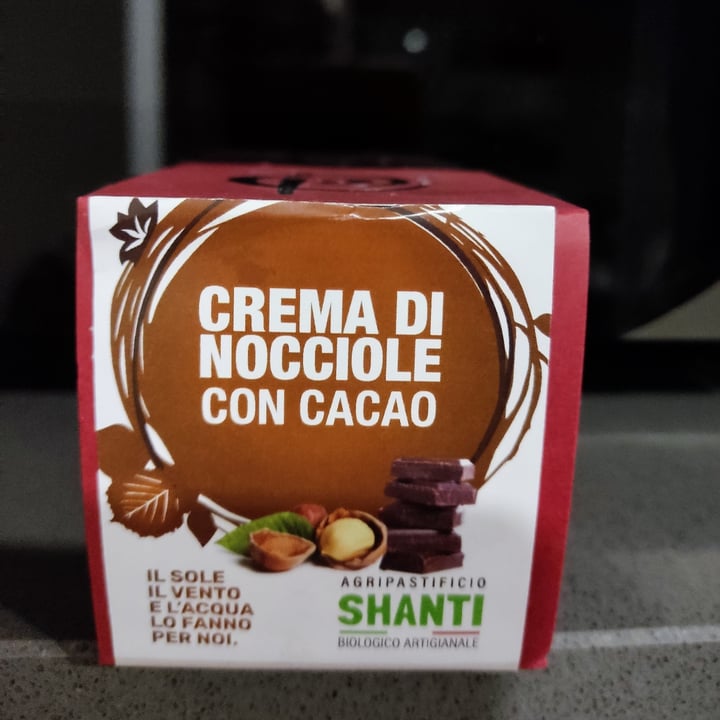 CREMA DI
NOCCIOLE
CON CACAO
IL SOLE
IL VENTO
E L'ACQUA
LO FANNO
PER NOI.
AGRIPASTIFICIO
SHANTI
BIOLOGICO ARTIGIANALE